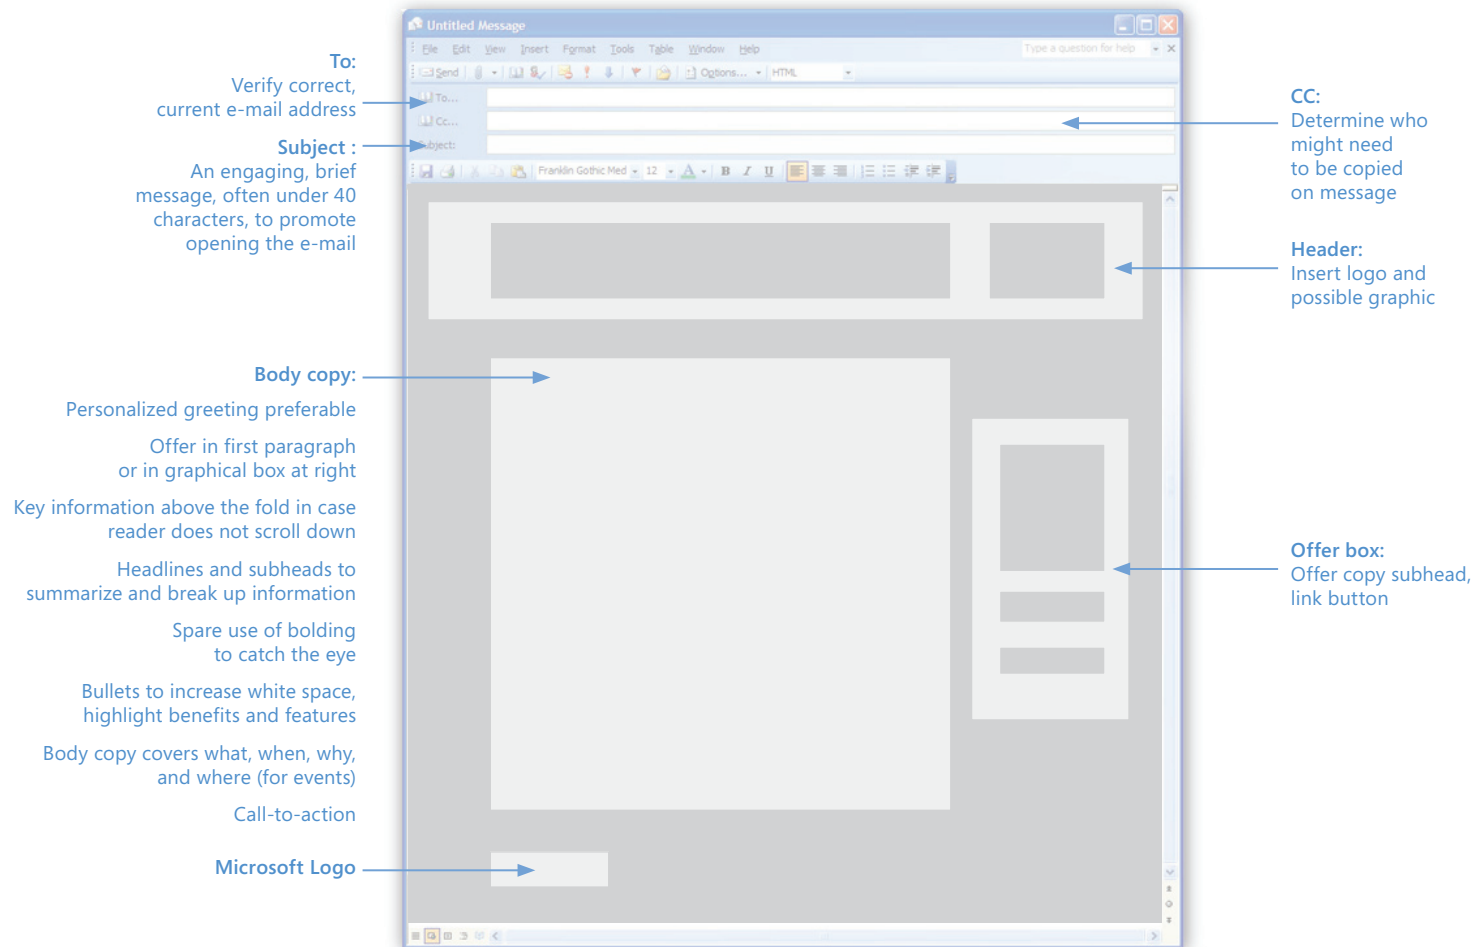 Untitled Message
File Edit View Insert Format Tools Table Window Help
Type a question for help
Send
Options...
HTML
To...
Cc...
Subject:
Franklin Gothic Med
12
B I U
To:
Verify correct,
current e-mail address
Subject :
An engaging, brief
message, often under 40
characters, to promote
opening the e-mail
Body copy:
Personalized greeting preferable
Offer in first paragraph
or in graphical box at right
Key information above the fold in case
reader does not scroll down
Headlines and subheads to
summarize and break up information
Spare use of bolding
to catch the eye
Bullets to increase white space,
highlight benefits and features
Body copy covers what, when, why,
and where (for events)
Call-to-action
Microsoft Logo
CC:
Determine who
might need
to be copied
on message
Header:
Insert logo and
possible graphic
Offer box:
Offer copy subhead,
link button